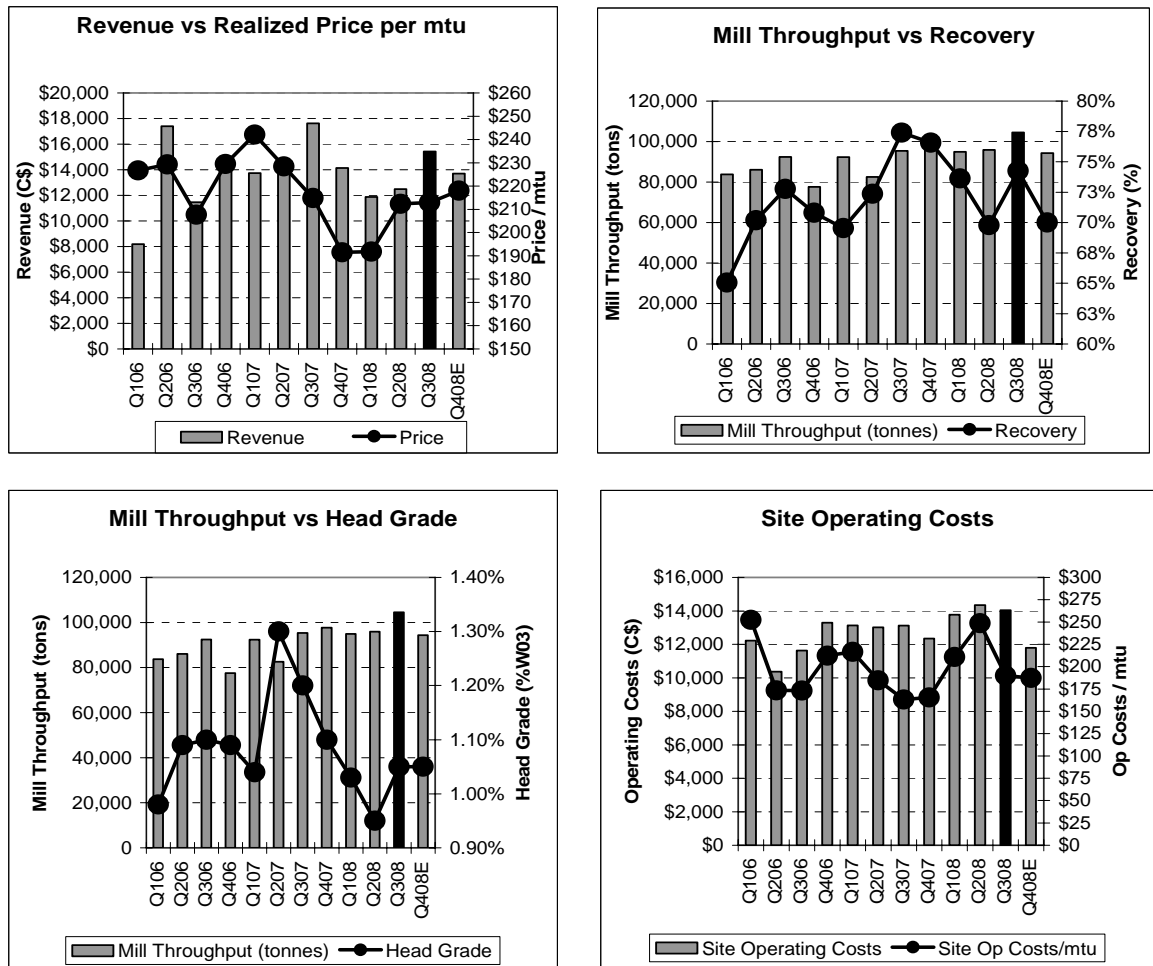 Revenue vs Realized Price per mtu
$20,000
$18,000
$16,000
$14,000
$12,000
$10,000
$8,000
$6,000
$4,000
$2,000
$0
Revenue (C$)
$260
$250
$240
$230
$220
$210
$200
$190
$180
$170
$160
$150
Price / mtu
Q106
Q206
Q306
Q406
Q107
Q207
Q307
Q407
Q108
Q208
Q308
Q408E
Revenue
Price
Mill Throughput vs Recovery
120,000
100,000
80,000
60,000
40,000
20,000
0
Mill Throughput (tons)
80%
78%
75%
73%
70%
68%
65%
63%
60%
Recovery (%)
Q106
Q206
Q306
Q406
Q107
Q207
Q307
Q407
Q108
Q208
Q308
Q408E
Mill Throughput (tonnes)
Recovery
Mill Throughput vs Head Grade
120,000
100,000
80,000
60,000
40,000
20,000
0
Mill Throughput (tons)
1.40%
1.30%
1.20%
1.10%
1.00%
0.90%
Head Grade (%W03)
Q106
Q206
Q306
Q406
Q107
Q207
Q307
Q407
Q108
Q208
Q308
Q408E
Mill Throughput (tonnes)
Head Grade
Site Operating Costs
$16,000
$14,000
$12,000
$10,000
$8,000
$6,000
$4,000
$2,000
$0
Operating Costs (C$)
$300
$275
$250
$225
$200
$175
$150
$125
$100
$75
$50
$25
$0
Op Costs / mtu
Q106
Q206
Q306
Q406
Q107
Q207
Q307
Q407
Q108
Q208
Q308
Q408E
Site Operating Costs
Site Op Costs/mtu